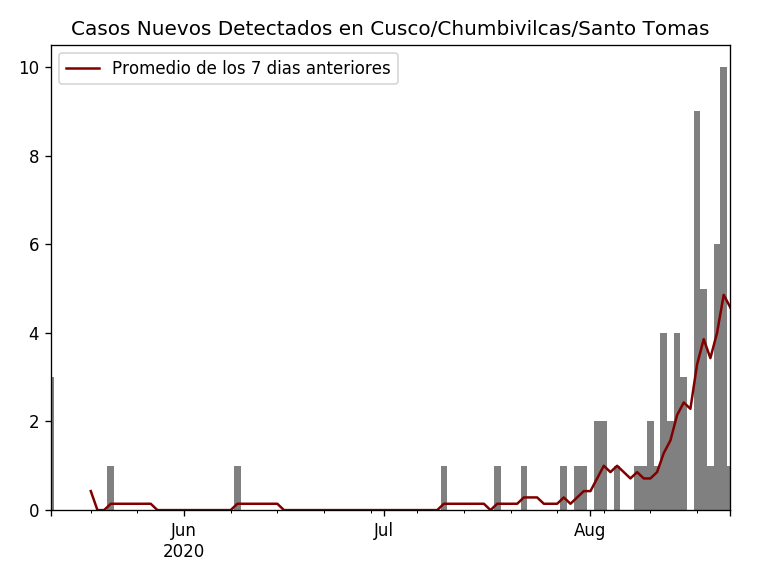 Casos Nuevos Detectados en Cusco/Chumbivilcas/Santo Tomas
Promedio de los 7 dias anteriores
10
8
6
4
2
0
Jun
2020
Jul
Aug